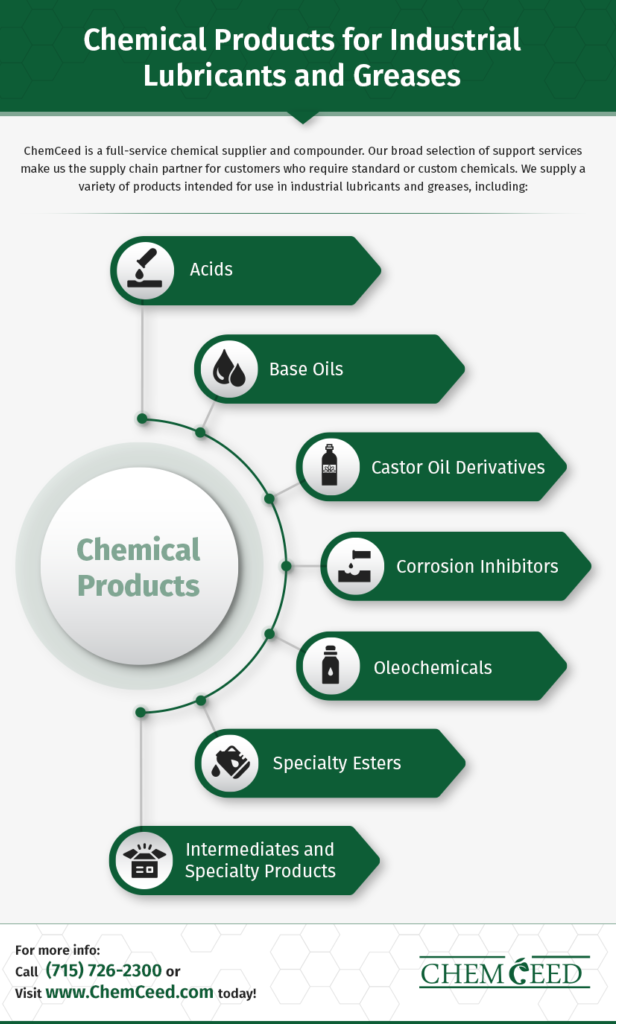 Chemical Products for Industrial
Lubricants and Greases
ChemCeed is a full-service chemical supplier and compounder. Our broad selection of support services
make us the supply chain partner for customers who require standard or custom chemicals. We supply a
variety of products intended for use in industrial lubricants and greases, including:
Acids
Base Oils
Castor Oil Derivatives
Chemical
Products
Corrosion Inhibitors
Oleochemicals
Specialty Esters
Intermediates and
Specialty Products
For more info:
Call (715) 726-2300 or
Visit www.ChemCeed.com today!
CHEMCEED